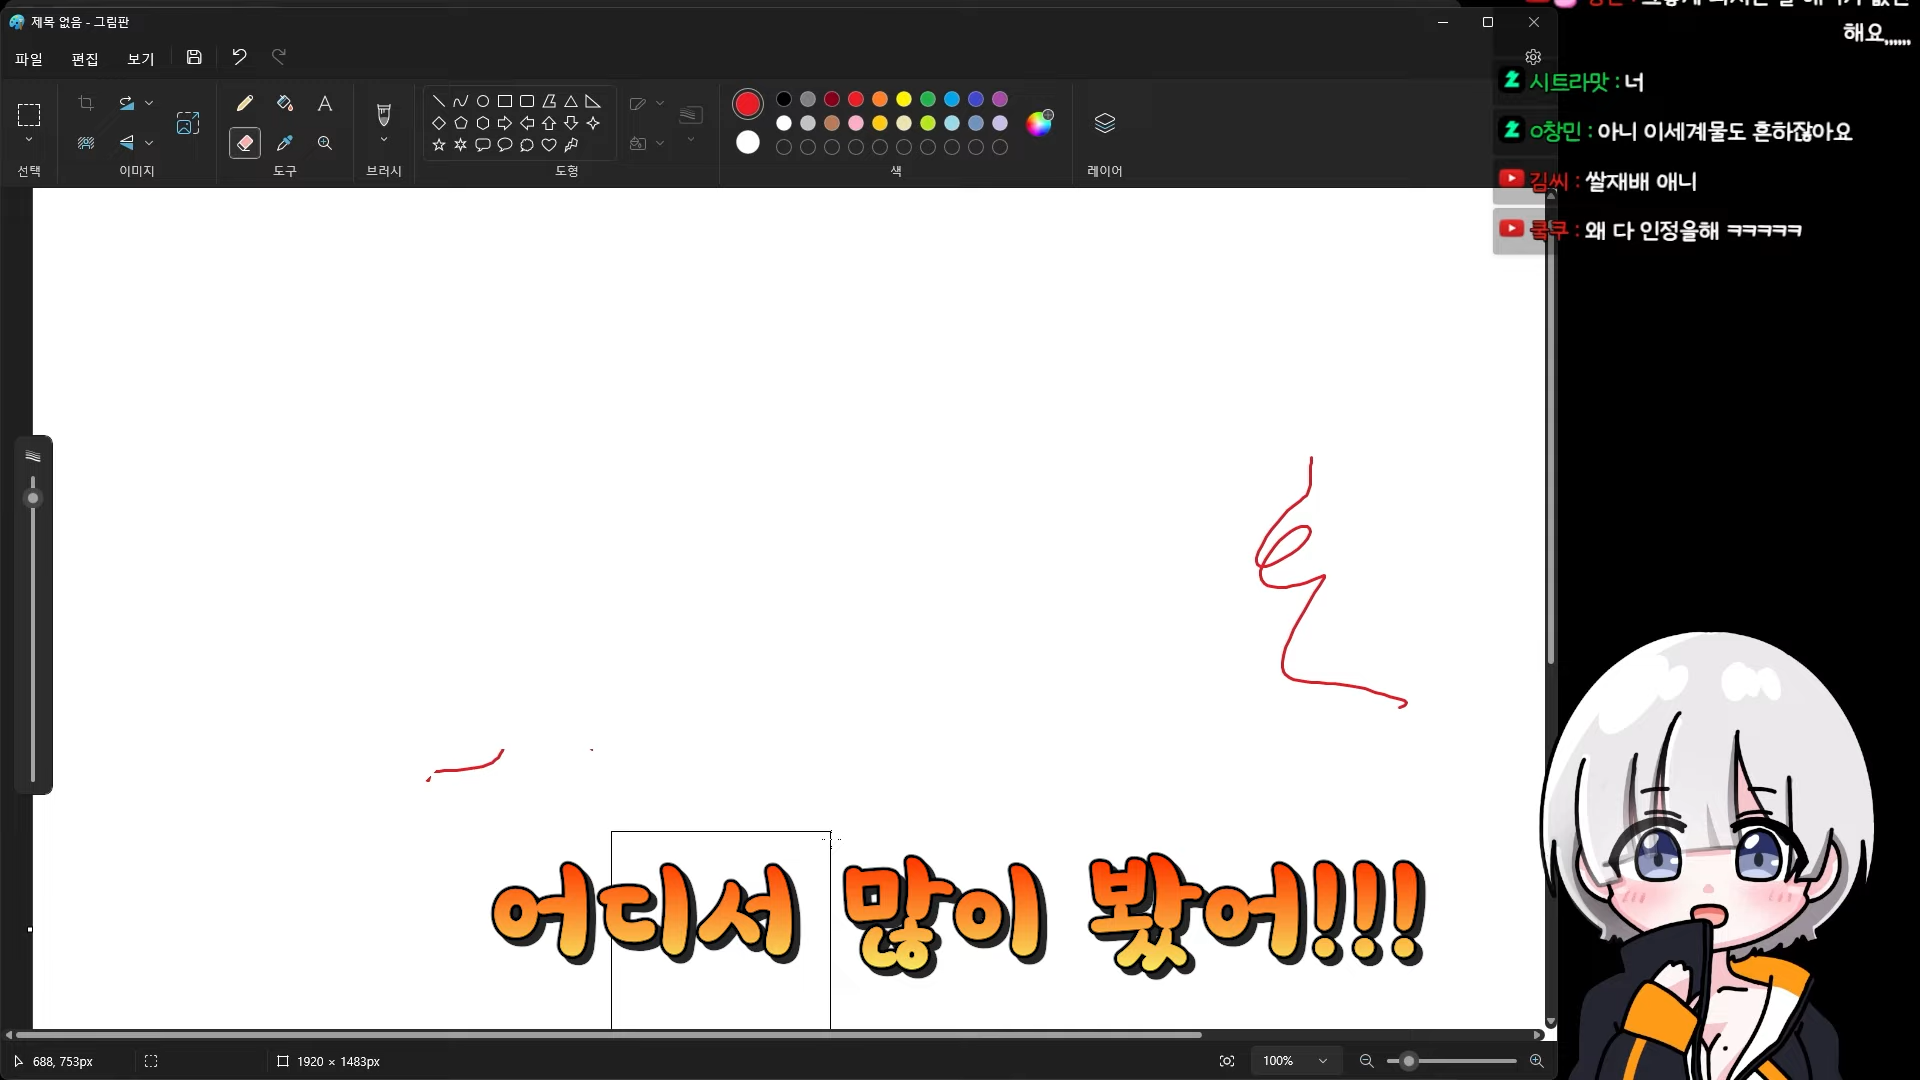 제목 없음 - 그림판
파일 편집 보기
선택
이미지
도구
브러시
도형
색
레이어
해요,,,,,,
시트라맛 : 너
o창민 : 아니 이세계물도 흔하잖아요
김씨 : 쌀재배 애니
쿸쿠 : 왜 다 인정을해 ㅋㅋㅋㅋㅋ
어디서 많이 봤어!!!
688, 753px
1920 × 1483px
100%